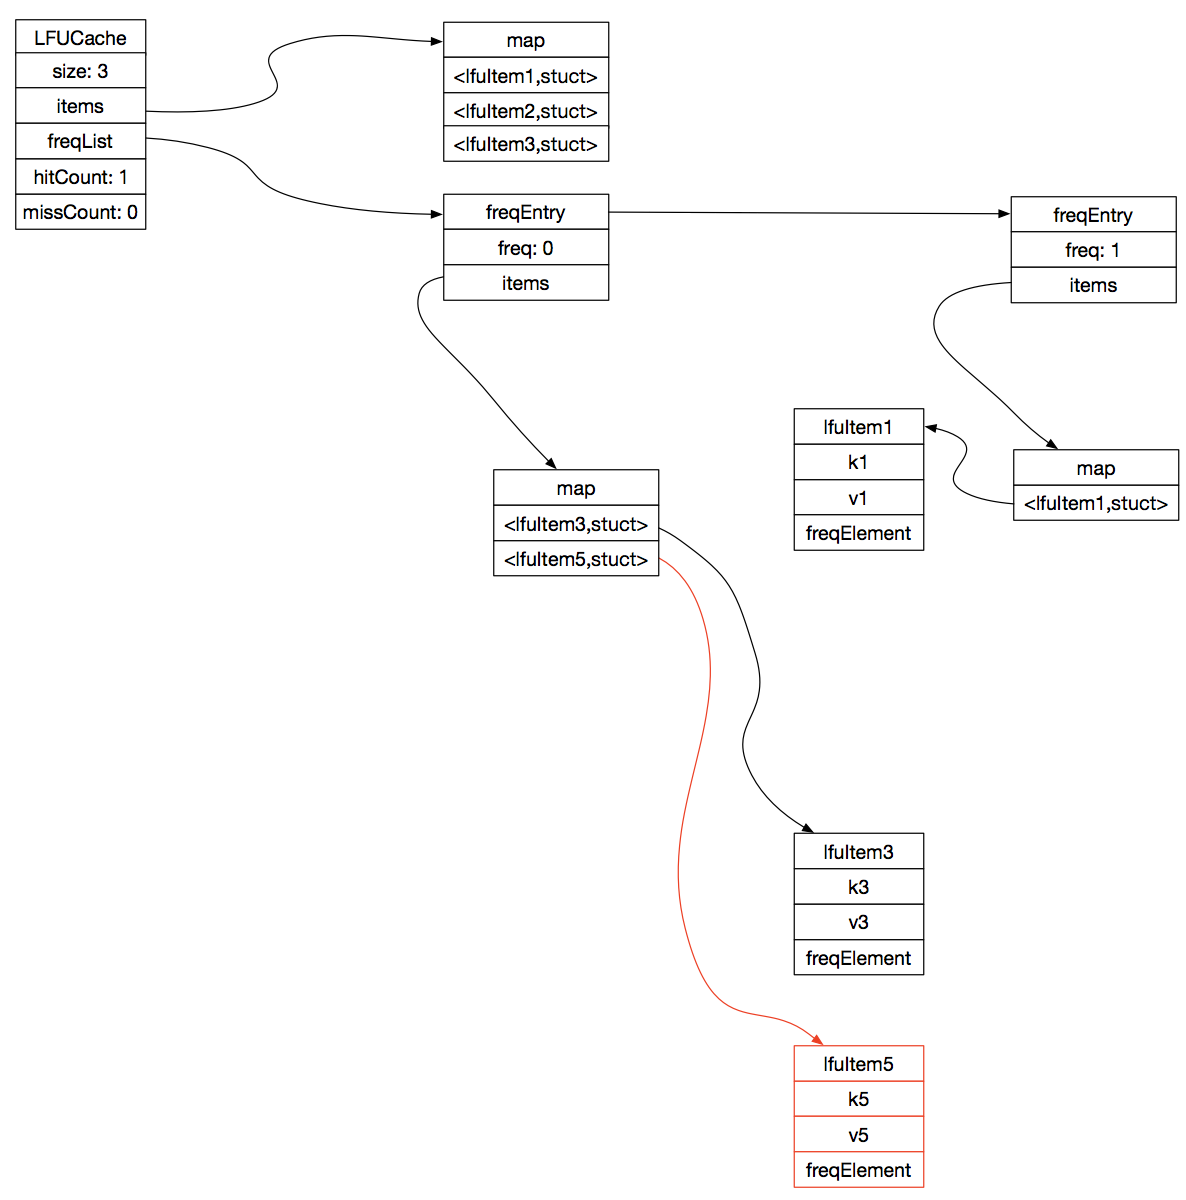 LFUCache
size: 3
items
freqList
hitCount: 1
missCount: 0
map
<lfuItem1,stuct>
<lfuItem2,stuct>
<lfuItem3,stuct>
freqEntry
freq: 0
items
freqEntry
freq: 1
items
lfuItem1
k1
v1
freqElement
map
<lfuItem1,stuct>
map
<lfuItem3,stuct>
<lfuItem5,stuct>
lfuItem3
k3
v3
freqElement
lfuItem5
k5
v5
freqElement